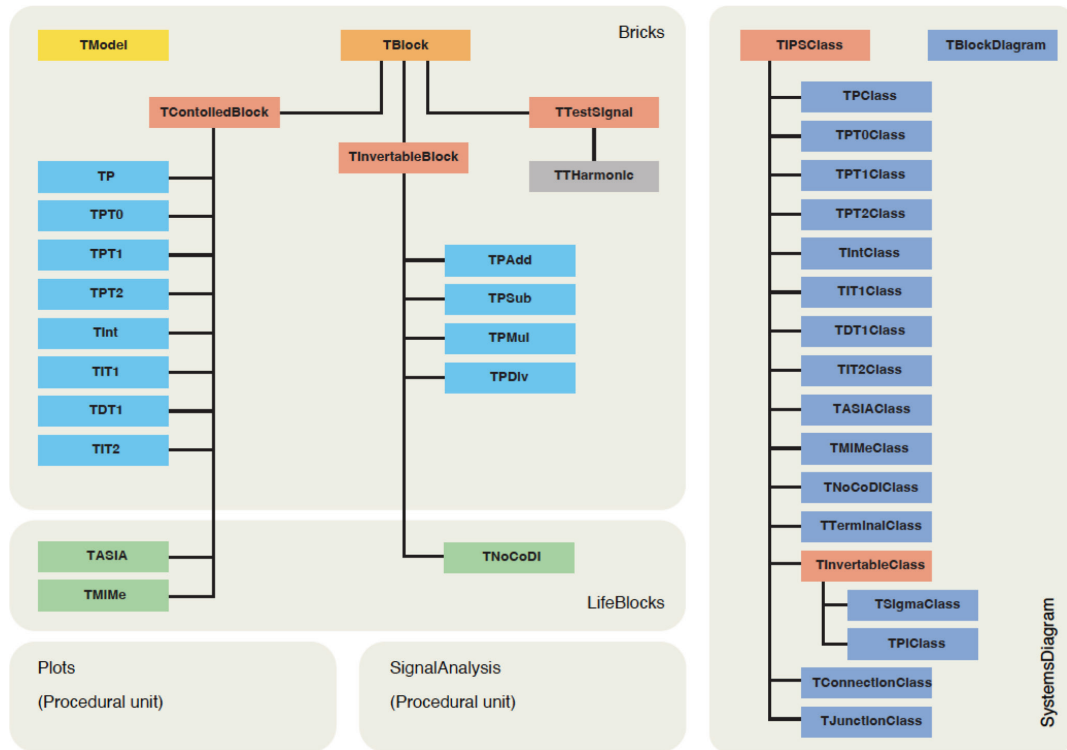 Bricks
TModel
TBlock
TContolledBlock
TTestSignal
TInvertableBlock
TTHarmonic
TP
TPT0
TPT1
TPT2
TInt
TIT1
TDT1
TIT2
TPAdd
TPSub
TPMul
TPDiv
TASIA
TMiMe
TNoCoDI
LifeBlocks
Plots
(Procedural unit)
SignalAnalysis
(Procedural unit)
TIPSClass
TBlockDiagram
TPClass
TPT0Class
TPT1Class
TPT2Class
TIntClass
TIT1Class
TDT1Class
TIT2Class
TASIAClass
TMiMeClass
TNoCoDIClass
TTerminalClass
TInvertableClass
TSigmaClass
TPiClass
TConnectionClass
TJunctionClass
SystemsDiagram